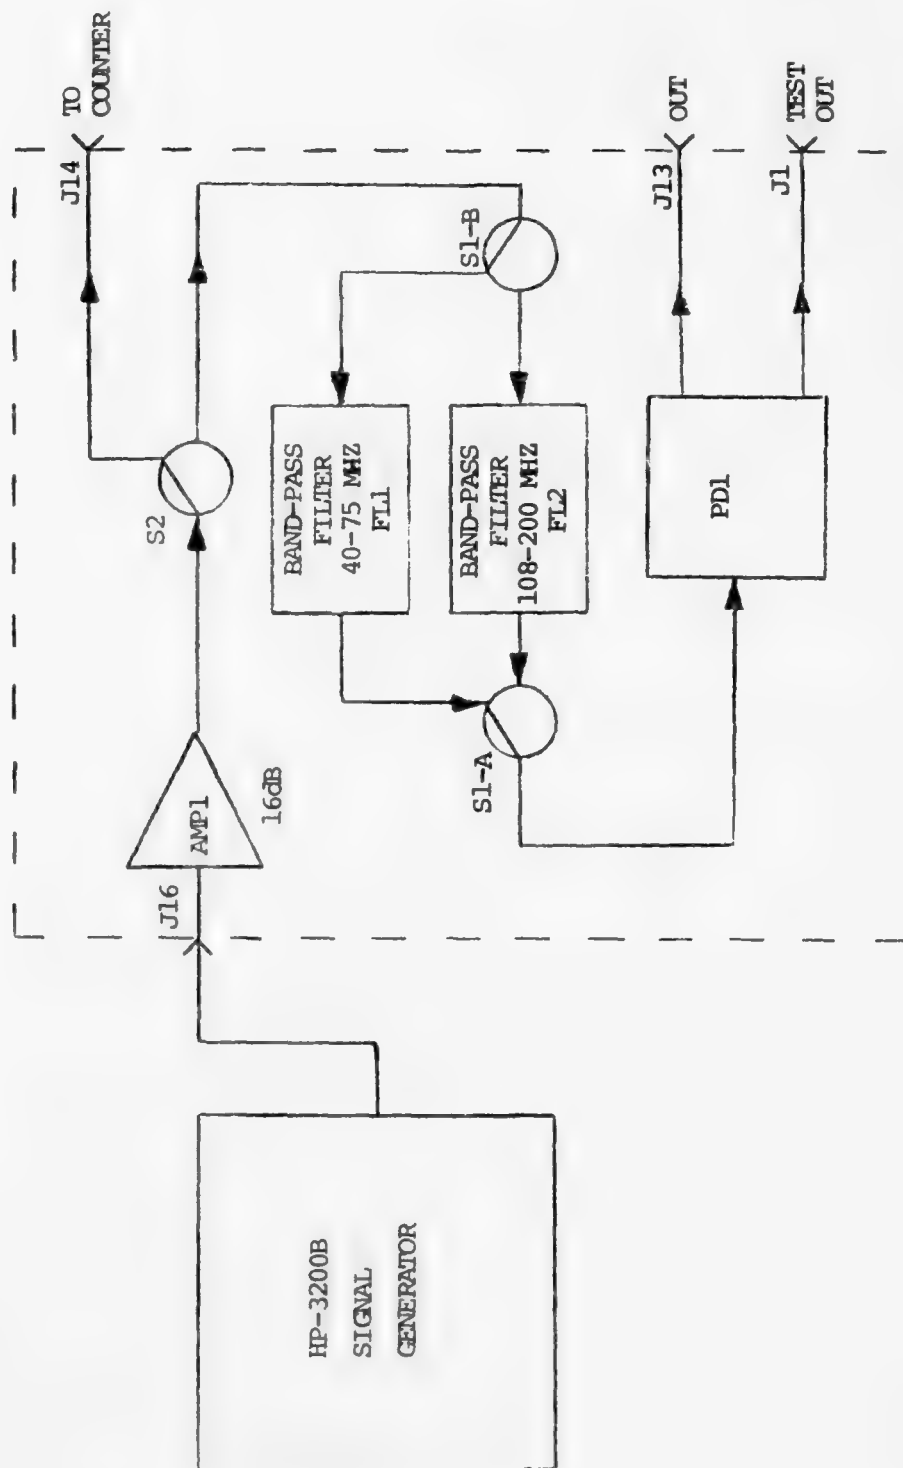 HP-3200B
SIGNAL
GENERATOR
J16
AMP1
16dB
S2
J14
TO
COUNTER
S1-B
BAND-PASS
FILTER
40-75 MHZ
FL1
BAND-PASS
FILTER
108-200 MHZ
FL2
S1-A
PD1
J13
OUT
J1
TEST
OUT